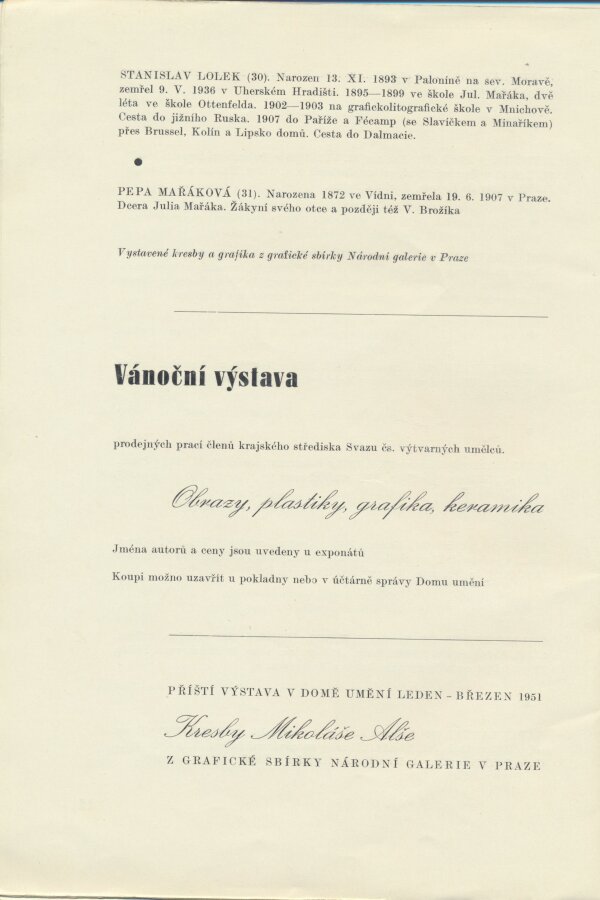 STANISLAV LOLEK (30). Narozen 13. XI. 1893 v Paloníně na sev. Moravě,
zemřel 9. V. 1936 v Uherském Hradišti. 1895—1899 ve škole Jul. Mařáka, dvě
léta ve škole Ottenfelda. 1902—1903 na grafickolitografické škole v Mnichově.
Cesta do jižního Ruska. 1907 do Paříže a Fécamp (se Slavíčkem a Minaříkem)
přes Brussel, Kolín a Lipsko domů. Cesta do Dalmacie.
●
PEPA MAŘÁKOVÁ (31). Narozena 1872 ve Vídni, zemřela 19. 6. 1907 v Praze.
Dcera Julia Mařáka. Žákyní svého otce a později též V. Brožíka
Vystavené kresby a grafika z grafické sbírky Národní galerie v Praze
Vánoční výstava
prodejných prací členů krajského střediska Svazu čs. výtvarných umělců.
Obrazy, plastiky, grafika, keramika
Jména autorů a ceny jsou uvedeny u exponátů
Koupi možno uzavřít u pokladny nebo v účtárně správy Domu umění
PŘÍŠTÍ VÝSTAVA V DOMĚ UMĚNÍ LEDEN - BŘEZEN 1951
Kresby Mikoláše Alše
Z GRAFICKÉ SBÍRKY NÁRODNÍ GALERIE V PRAZE